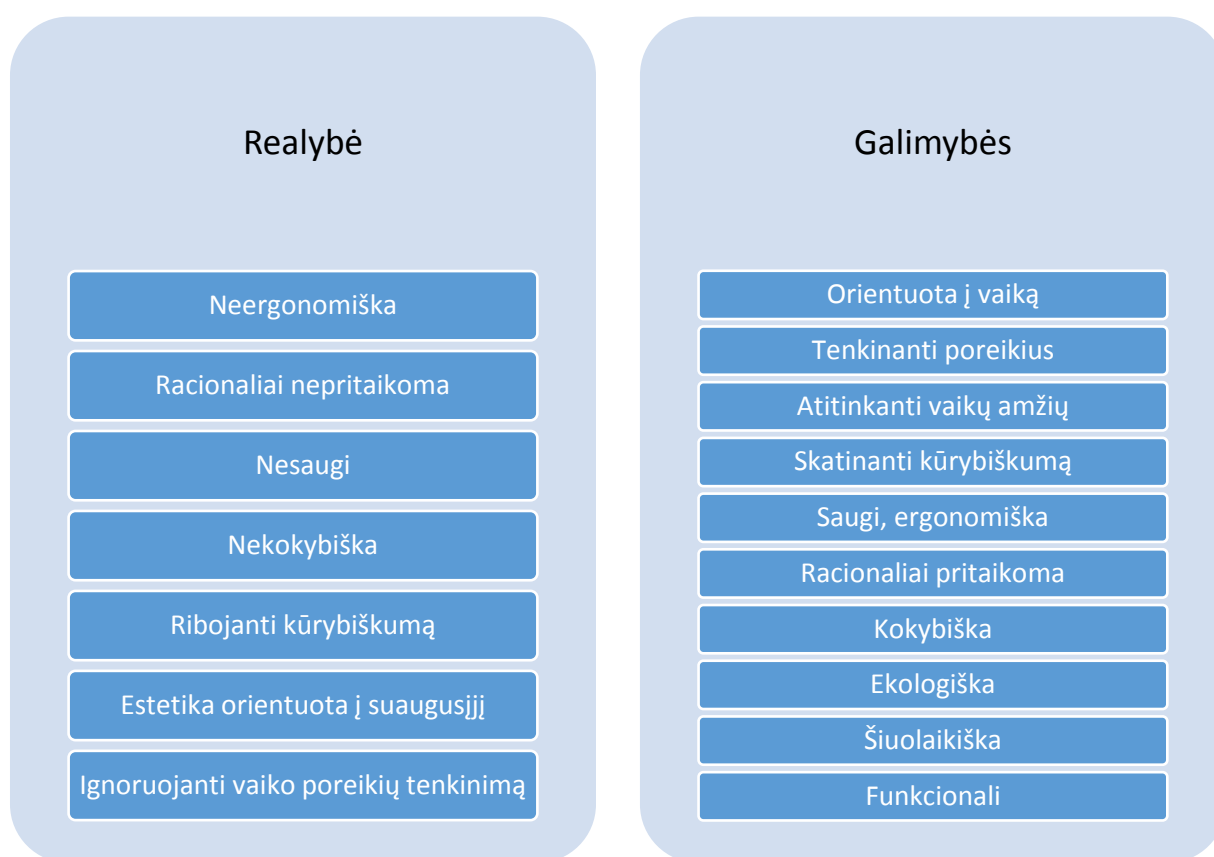 Realybė
Neergonomiška
Racionaliai nepritaikoma
Nesaugi
Nekokybiška
Ribojanti kūrybiškumą
Estetika orientuota į suaugusįjį
Ignoruojanti vaiko poreikių tenkinimą
Galimybės
Orientuota į vaiką
Tenkinanti poreikius
Atitinkanti vaikų amžių
Skatinanti kūrybiškumą
Saugi, ergonomiška
Racionaliai pritaikoma
Kokybiška
Ekologiška
Šiuolaikiška
Funkcionali